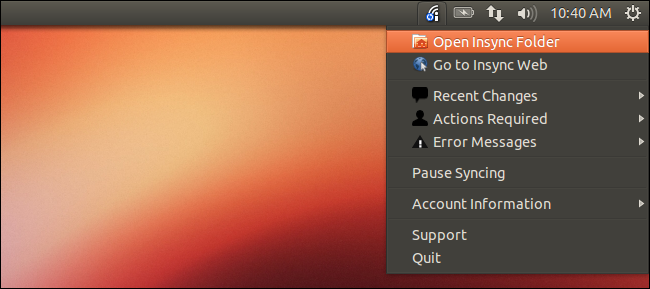 10:40 AM
Open Insync Folder
Go to Insync Web
Recent Changes
Actions Required
Error Messages
Pause Syncing
Account Information
Support
Quit